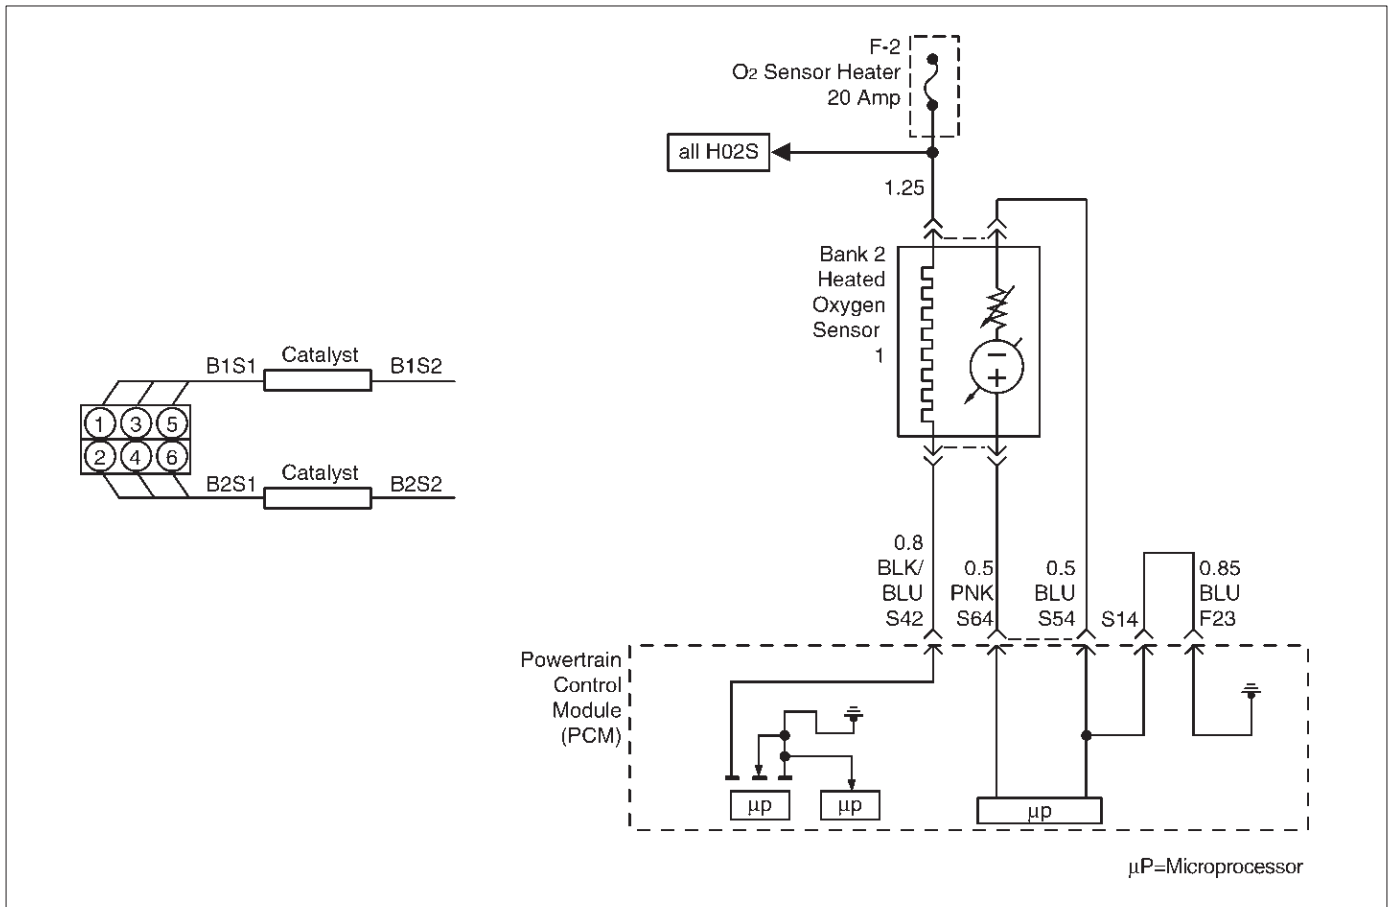 F-2
O2 Sensor Heater
20 Amp
all H02S
1.25
Bank 2
Heated
Oxygen
Sensor
1
B1S1 Catalyst B1S2
1 3 5
2 4 6
B2S1 Catalyst B2S2
0.8
BLK/
BLU
S42
0.5
PNK
S64
0.5
BLU
S54
S14
0.85
BLU
F23
Powertrain
Control
Module
(PCM)
μp
μp
μp
μP=Microprocessor